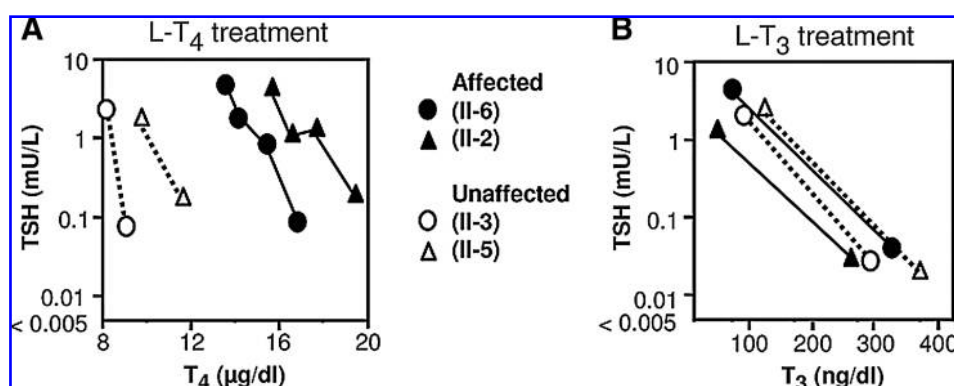 A
L-T4 treatment
10
1
0.1
0.01
< 0.005
TSH (mU/L)
8
12
16
20
T4 (µg/dl)
Affected
(II-6)
(II-2)
Unaffected
(II-3)
(II-5)
B
L-T3 treatment
10
1
0.1
0.01
< 0.005
TSH (mU/L)
100
200
300
400
T3 (ng/dl)